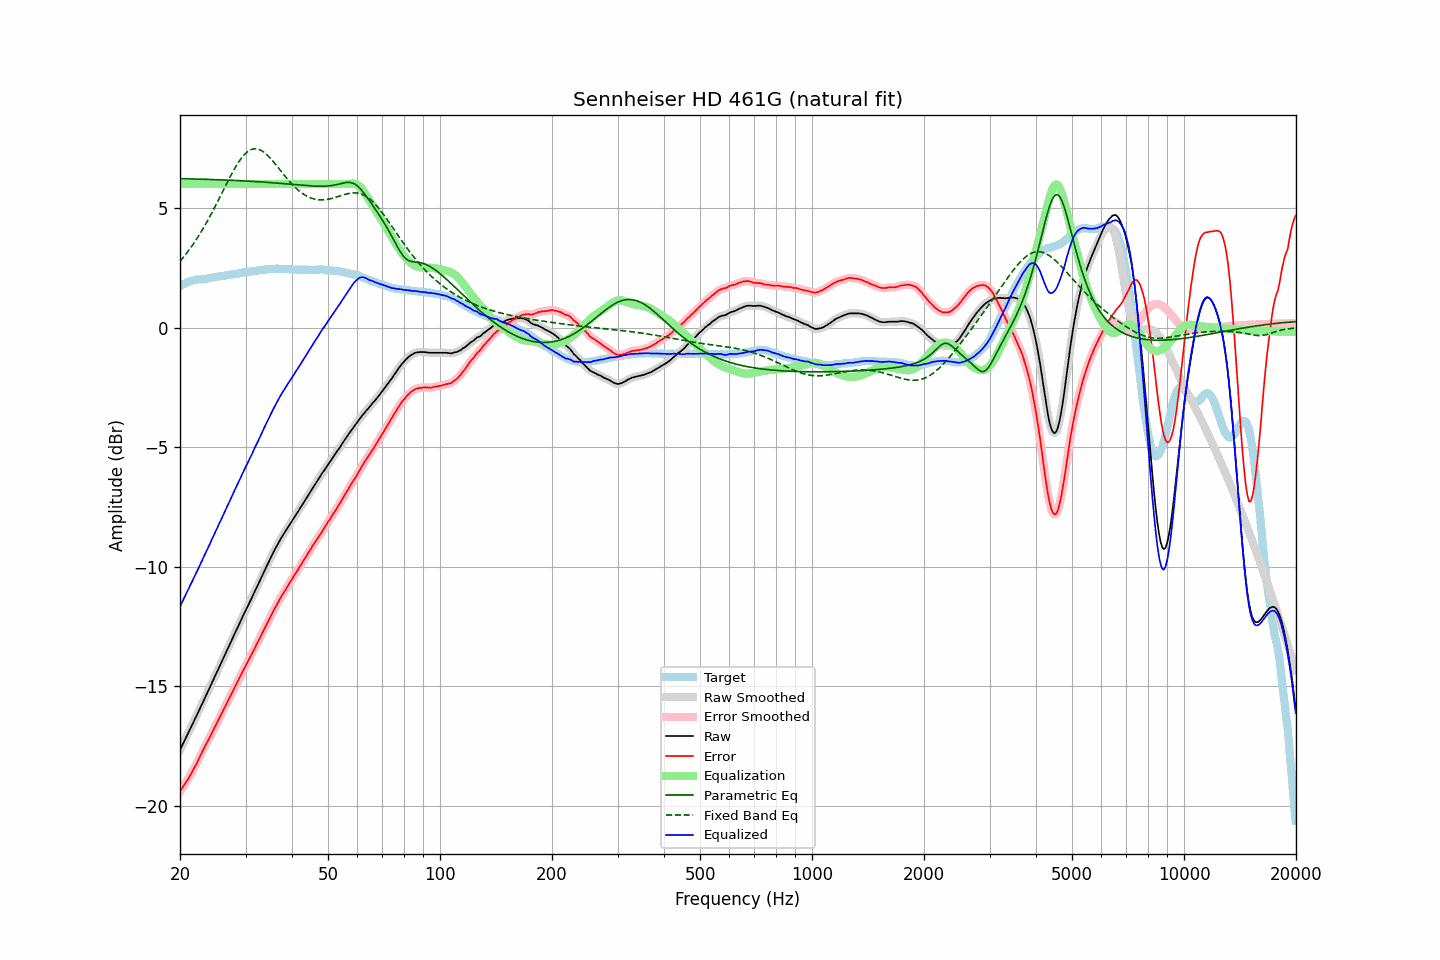 Sennheiser HD 461G (natural fit)
Amplitude (dBr)
5
0
−5
−10
−15
−20
Target
Raw Smoothed
Error Smoothed
Raw
Error
Equalization
Parametric Eq
Fixed Band Eq
Equalized
20 50 100 200 500 1000 2000 5000 10000 20000
Frequency (Hz)